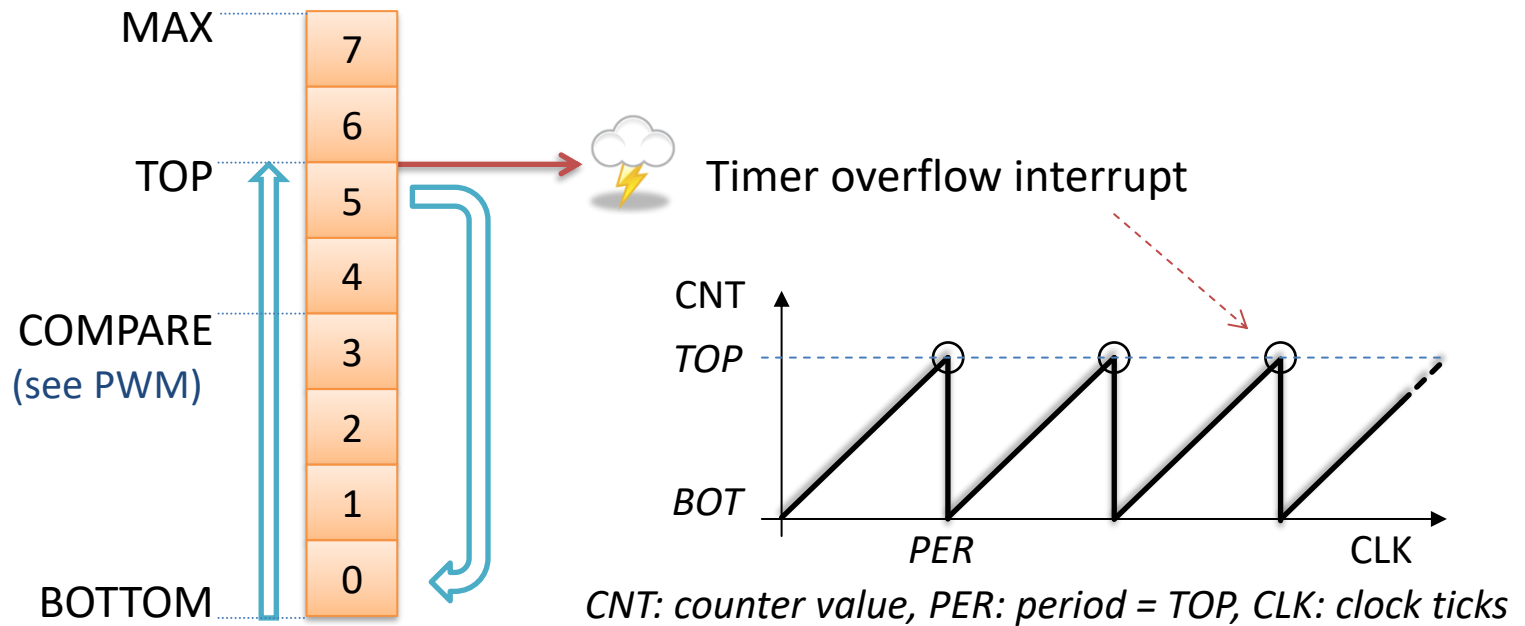 MAX
7
6
TOP
5
Timer overflow interrupt
4
COMPARE
(see PWM)
3
2
1
0
BOTTOM
CNT
TOP
BOT
PER
CLK
CNT: counter value, PER: period = TOP, CLK: clock ticks